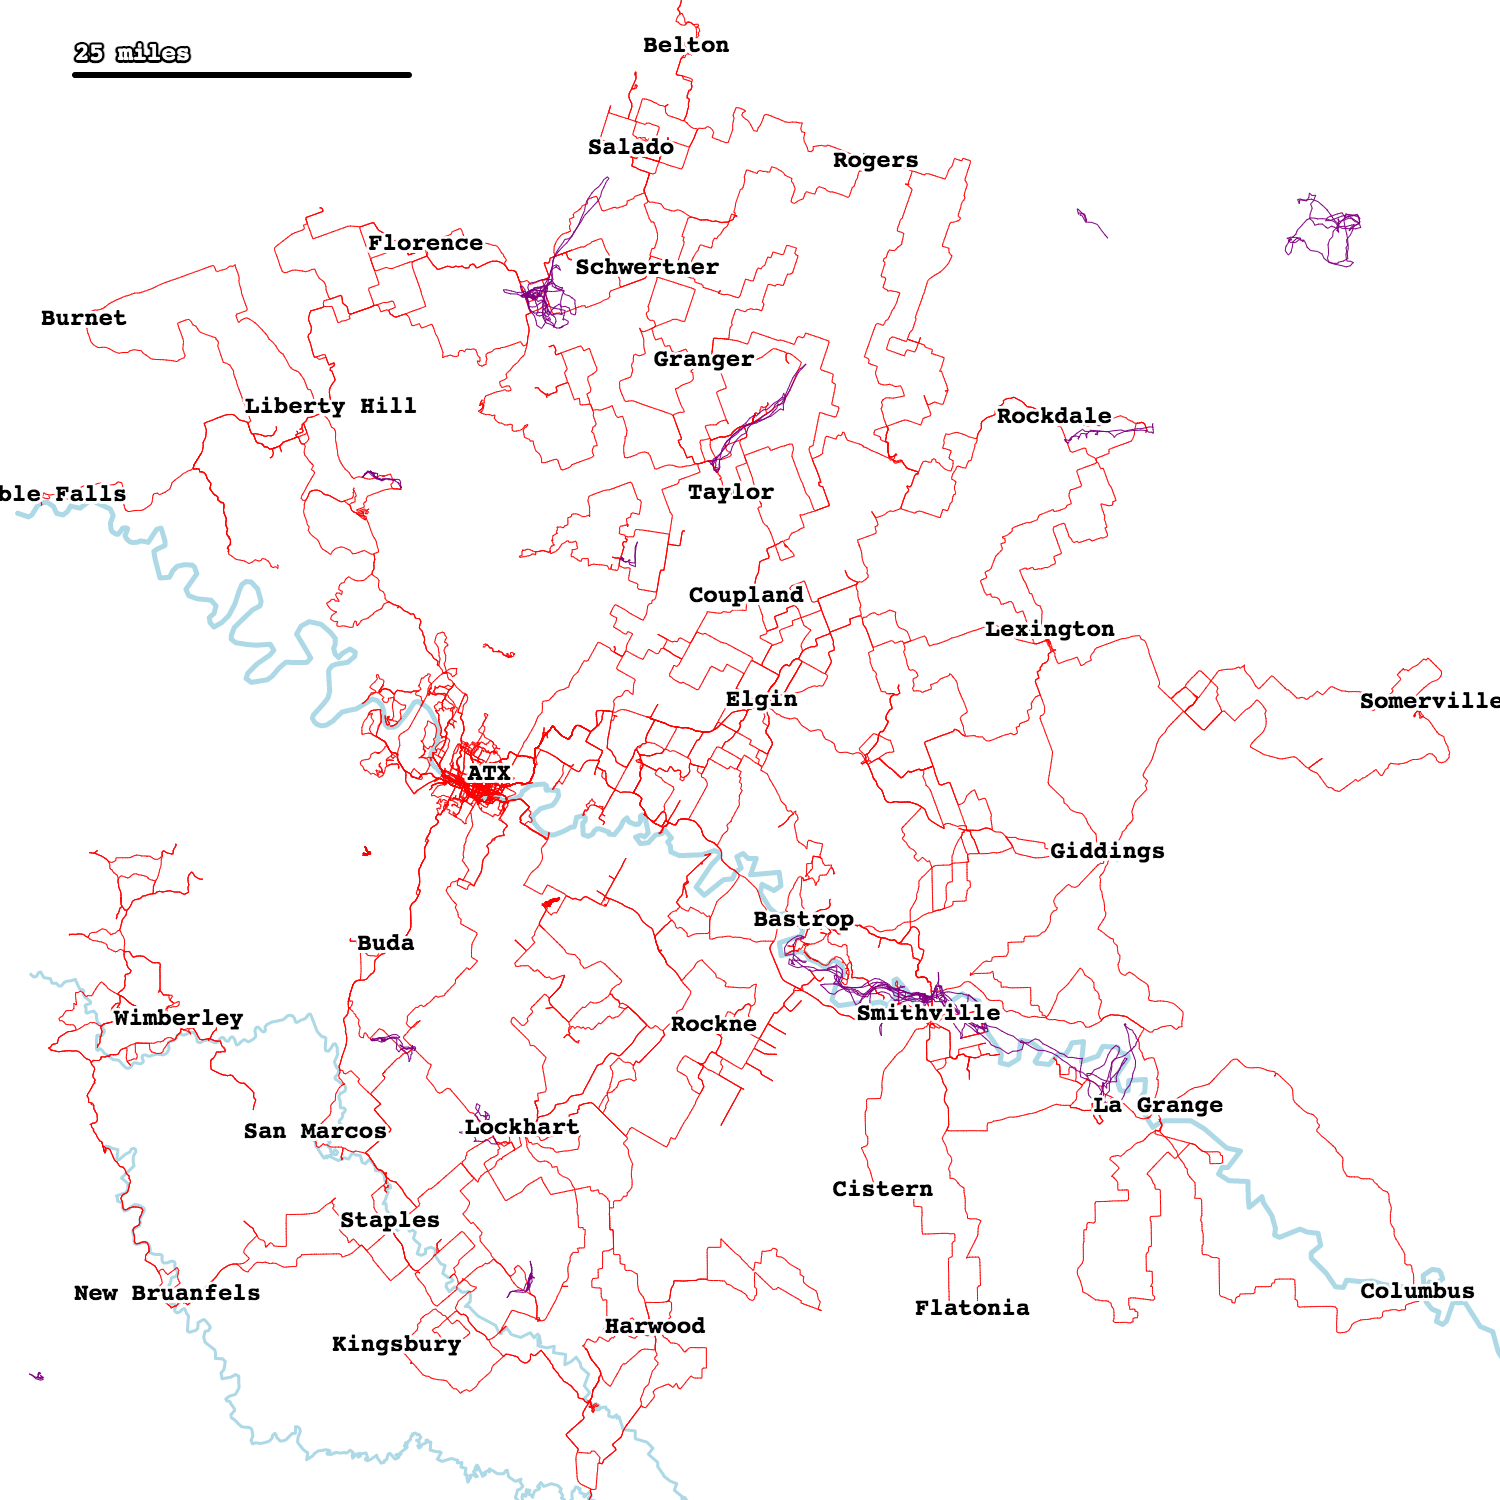 Belton
25 miles
Salado
Rogers
Florence
Schwertner
Burnet
Granger
Liberty Hill
Rockdale
ble Falls
Taylor
Coupland
Lexington
Elgin
Somerville
ATX
Giddings
Bastrop
Buda
Smithville
Wimberley
Rockne
La Grange
San Marcos
Lockhart
Cistern
Staples
New Bruanfels
Columbus
Flatonia
Harwood
Kingsbury